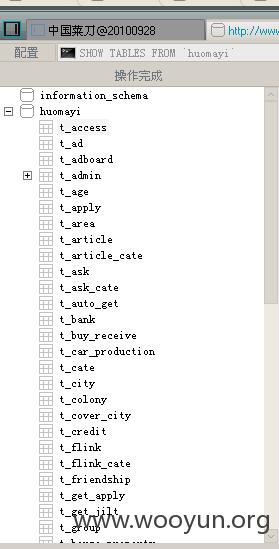 中国菜刀@20100928
http://www
配置
SHOW TABLES FROM `huomayi`
操作完成
information_schema
huomayi
t_access
t_ad
t_adboard
t_admin
t_age
t_apply
t_area
t_article
t_article_cate
t_ask
t_ask_cate
t_auto_get
t_bank
t_buy_receive
t_car_production
t_cate
t_city
t_colony
t_cover_city
t_credit
t_flink
t_flink_cate
t_friendship
t_get_apply
t_get_jilt
t_group
www.wooyun.org